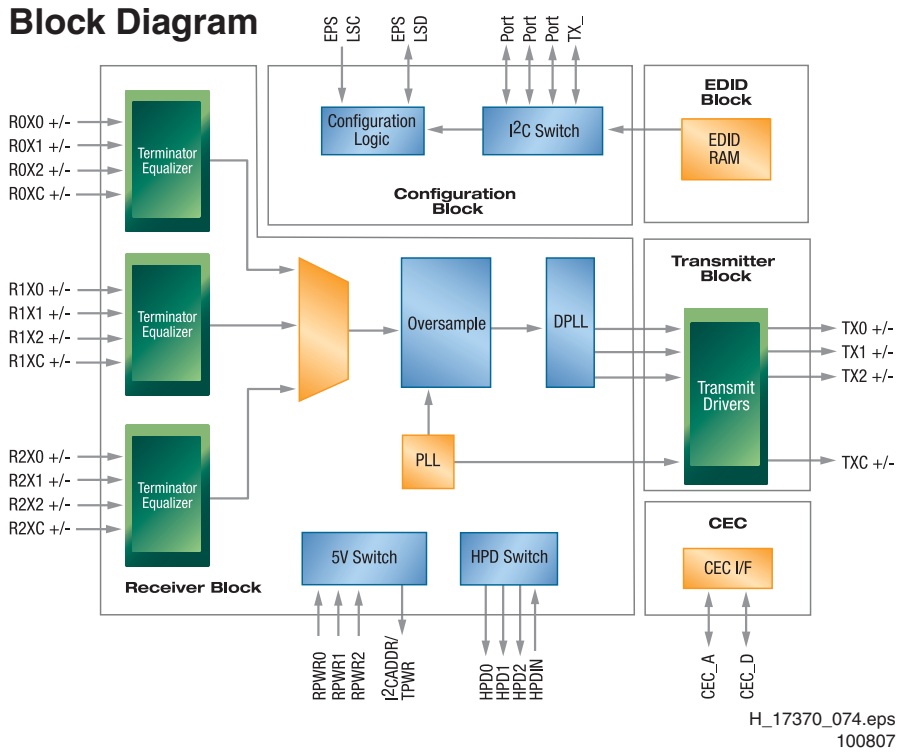 Block Diagram
EPS
LSC
EPS
LSD
Port
Port
Port
TX_
R0X0 +/-
R0X1 +/-
R0X2 +/-
R0XC +/-
Terminator
Equalizer
Configuration
Logic
I2C Switch
Configuration
Block
EDID
Block
EDID
RAM
R1X0 +/-
R1X1 +/-
R1X2 +/-
R1XC +/-
Terminator
Equalizer
Oversample
DPLL
PLL
Transmitter
Block
Transmit
Drivers
TX0 +/-
TX1 +/-
TX2 +/-
TXC +/-
R2X0 +/-
R2X1 +/-
R2X2 +/-
R2XC +/-
Terminator
Equalizer
Receiver Block
5V Switch
HPD Switch
CEC
CEC I/F
RPWR0
RPWR1
RPWR2
I2CADDR/
TPWR
HPD0
HPD1
HPD2
HPDIN
CEC_A
CEC_D
H_17370_074.eps
100807